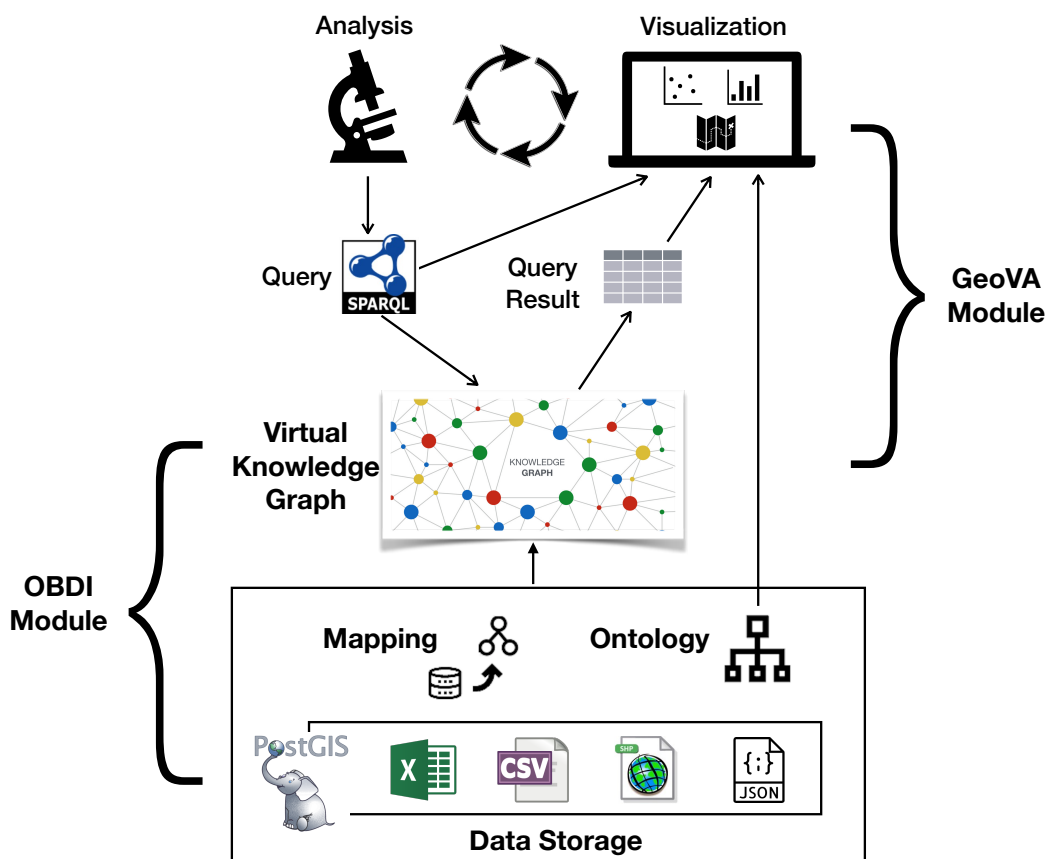 Analysis
Visualization
Query
SPARQL
Query
Result
GeoVA
Module
Virtual
Knowledge
Graph
KNOWLEDGE
GRAPH
OBDI
Module
Mapping
Ontology
PostGIS
X
CSV
SHP
{;}
JSON
Data Storage